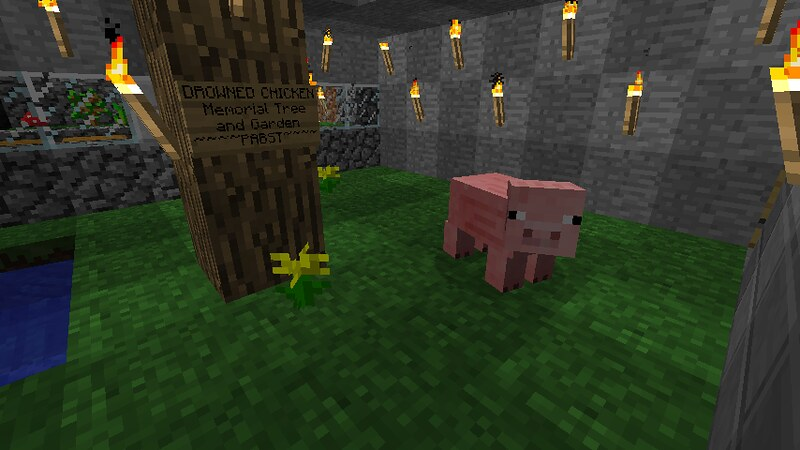 DROWNED CHICKEN
Memorial Tree
and Garden
~~~~~PABST~~~~~